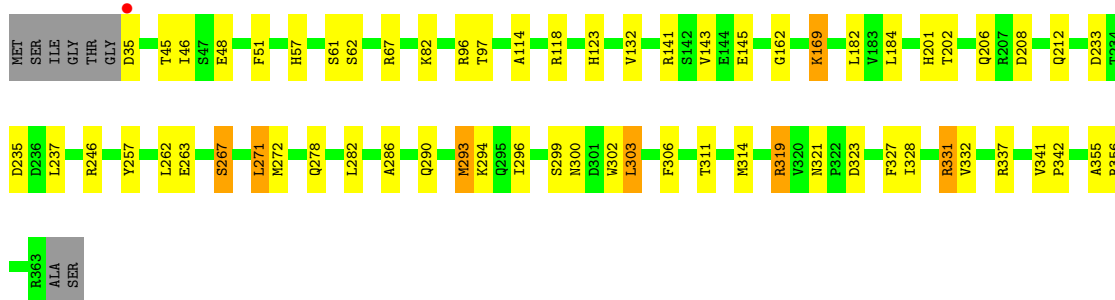 MET SER ILE GLY THR GLY D35 T45 I46 S47 E48 F51 H57 S61 S62 R67 K82 R96 T97 A114 R118 H123 V132 R141 S142 V143 E144 E145 G162 K169 L182 V183 L184 H201 T202 Q206 R207 D208 Q212 D233 T234
D235 D236 L237 R246 Y257 L262 E263 S267 L271 M272 Q278 L282 A286 Q290 M293 K294 Q295 I296 S299 N300 D301 W302 L303 F306 T311 M314 R319 V320 N321 P322 D323 F327 I328 R331 V332 R337 V341 P342 A355 R356
R363 ALA SER